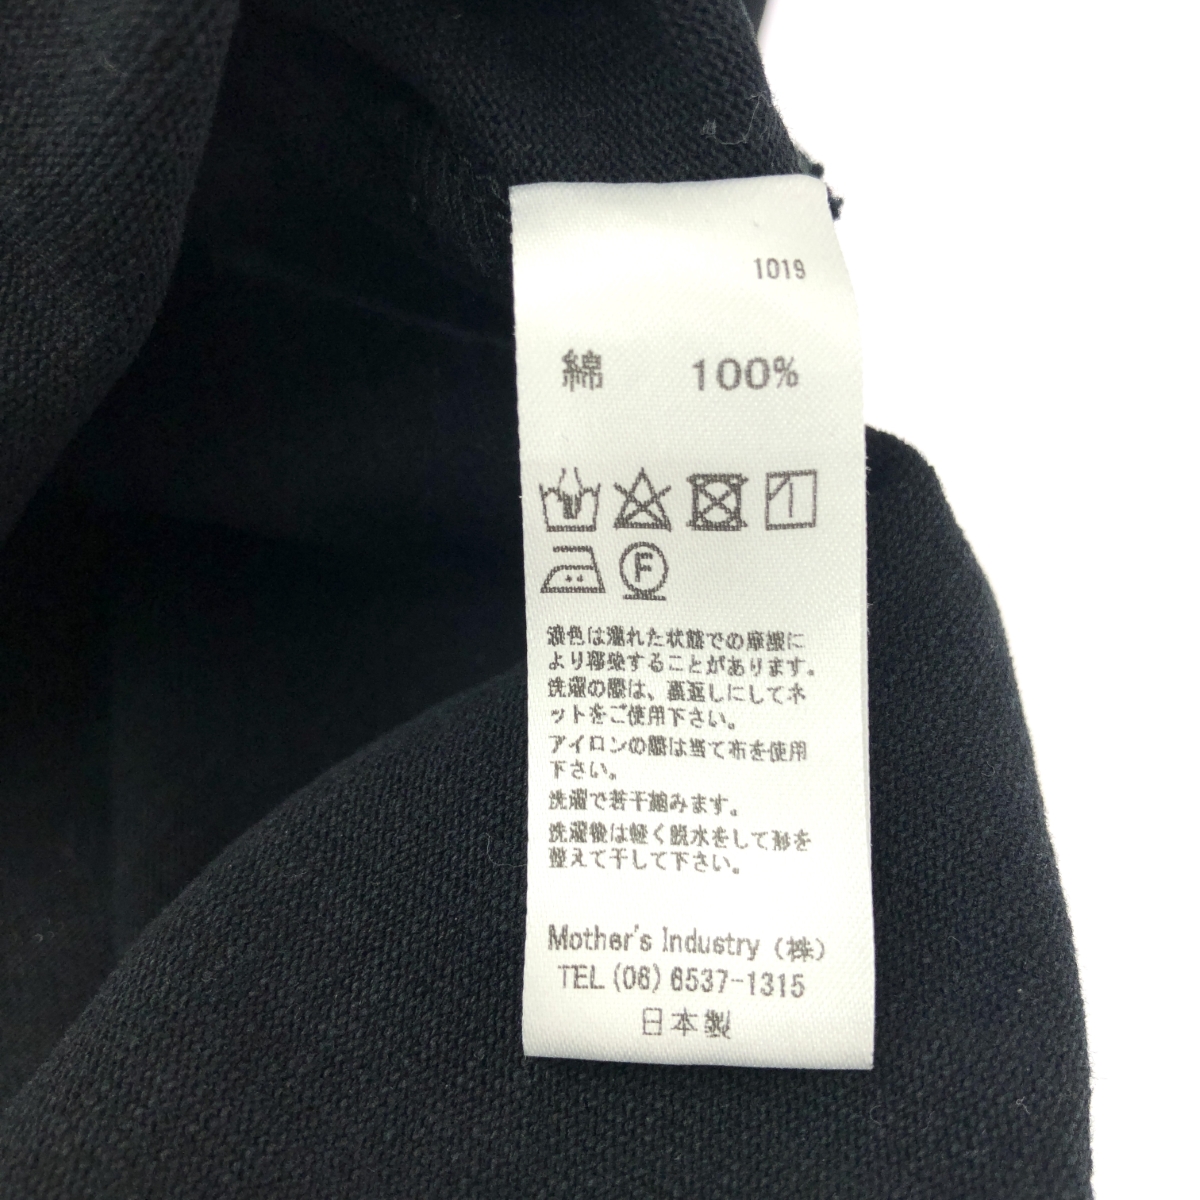 1019
綿 100%
F
濃色は濡れた状態での摩擦に
より移染することがあります。
洗濯の際は、裏返しにしてネ
ットをご使用下さい。
アイロンの際は当て布を使用
下さい。
洗濯で若干縮みます。
洗濯後は軽く脱水をして形を
整えて干して下さい。
Mother's Industry (株)
TEL (06) 6537-1315
日本製